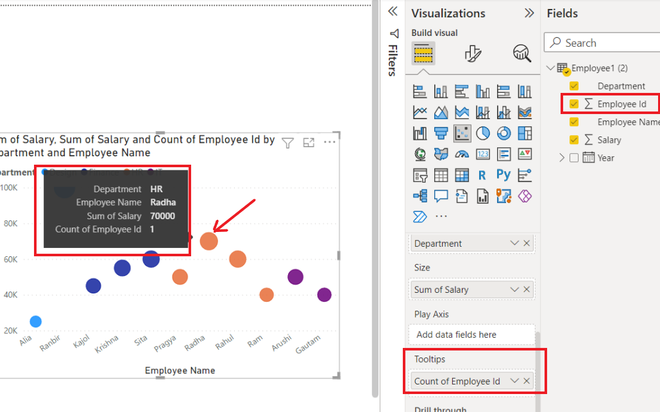 Visualizations
Fields
Build visual
Filters
Search
Employee1 (2)
Department
Employee Id
Employee Name
Salary
Year
m of Salary, Sum of Salary and Count of Employee Id by
partment and Employee Name
partment
Department HR
Employee Name Radha
Sum of Salary 70000
Count of Employee Id 1
100K
80K
60K
40K
20K
Alia
Ranbir
Kajol
Krishna
Sita
Pragya
Radha
Rahul
Ram
Arushi
Gautam
Employee Name
R
Py
Department
Size
Sum of Salary
Play Axis
Add data fields here
Tooltips
Count of Employee Id
Drill through